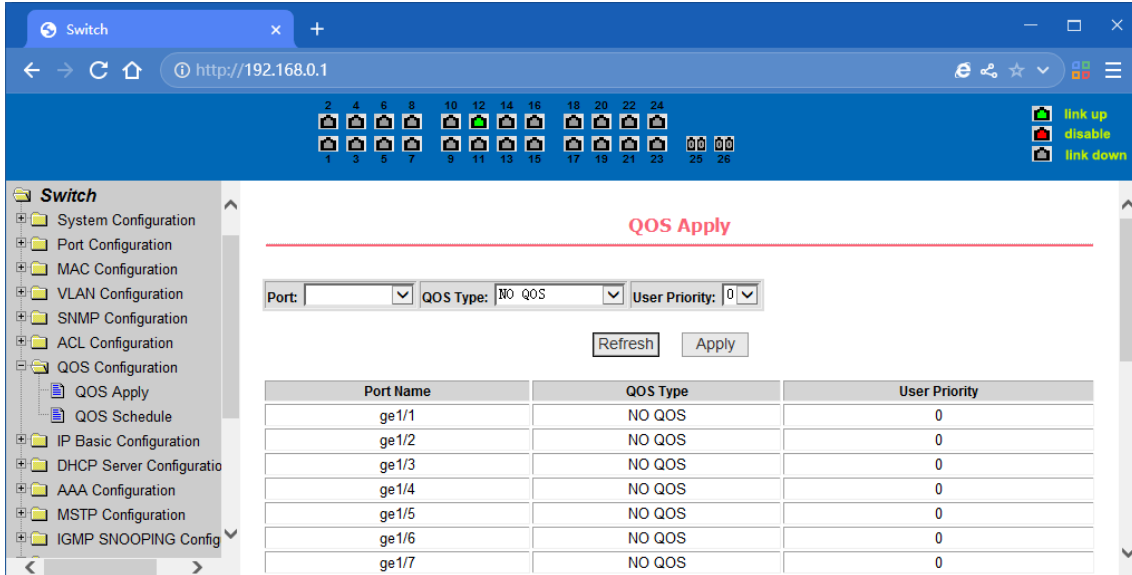 Switch
http://192.168.0.1
2 4 6 8 10 12 14 16 18 20 22 24
1 3 5 7 9 11 13 15 17 19 21 23 25 26
link up
disable
link down
Switch
System Configuration
Port Configuration
MAC Configuration
VLAN Configuration
SNMP Configuration
ACL Configuration
QOS Configuration
QOS Apply
QOS Schedule
IP Basic Configuration
DHCP Server Configuratio
AAA Configuration
MSTP Configuration
IGMP SNOOPING Config
QOS Apply
Port: QOS Type: NO QOS User Priority: 0
Refresh Apply
Port Name QOS Type User Priority
ge1/1 NO QOS 0
ge1/2 NO QOS 0
ge1/3 NO QOS 0
ge1/4 NO QOS 0
ge1/5 NO QOS 0
ge1/6 NO QOS 0
ge1/7 NO QOS 0